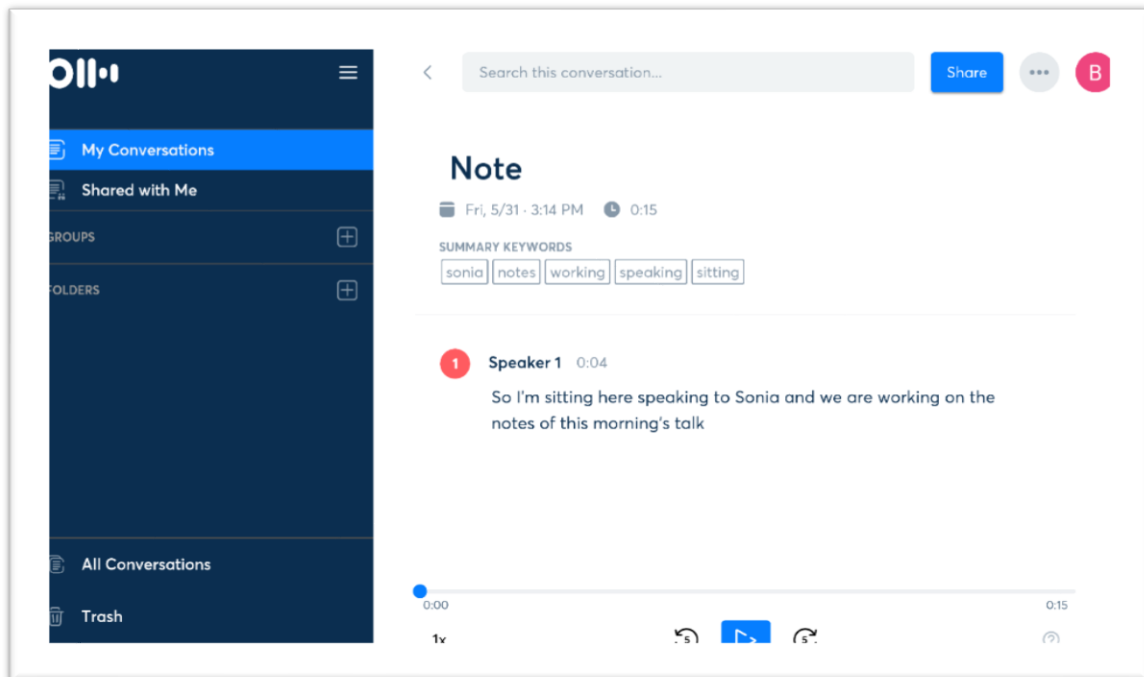 My Conversations
Shared with Me
GROUPS
FOLDERS
All Conversations
Trash
Search this conversation...
Share
B
Note
Fri, 5/31 · 3:14 PM 0:15
SUMMARY KEYWORDS
sonia notes working speaking sitting
1 Speaker 1 0:04
So I'm sitting here speaking to Sonia and we are working on the
notes of this morning's talk
0:00 0:15
1x 5 5 ?